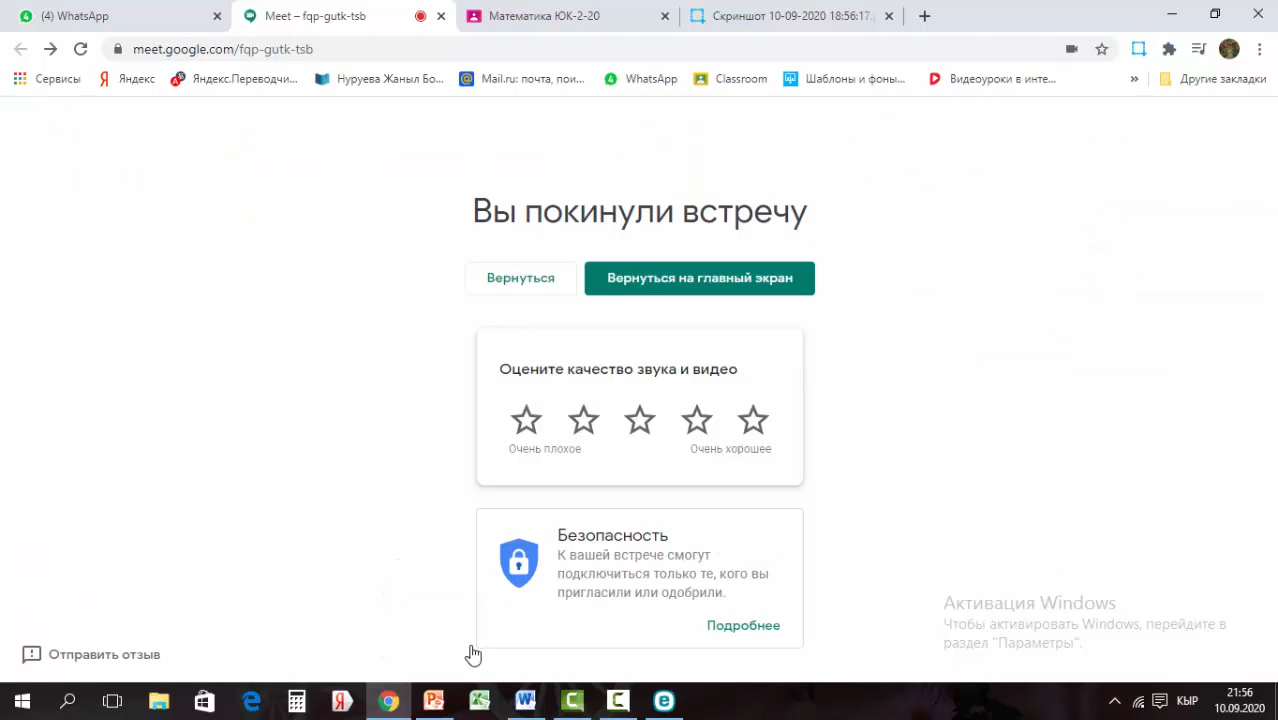 (4) WhatsApp
Meet – fqp-gutk-tsb
Математика ЮК-2-20
Скриншот 10-09-2020 18:56:17.
meet.google.com/fqp-gutk-tsb
Сервисы
Яндекс
Яндекс.Переводчи...
Нуруева Жаныл Бо...
Mail.ru: почта, пои...
WhatsApp
Classroom
Шаблоны и фоны...
Видеоуроки в инте...
»
Другие закладки
Вы покинули встречу
Вернуться
Вернуться на главный экран
Оцените качество звука и видео
Очень плохое
Очень хорошее
Безопасность
К вашей встрече смогут
подключиться только те, кого вы
пригласили или одобрили.
Подробнее
Активация Windows
Чтобы активировать Windows, перейдите в
раздел "Параметры".
Отправить отзыв
КЫР
21:56
10.09.2020